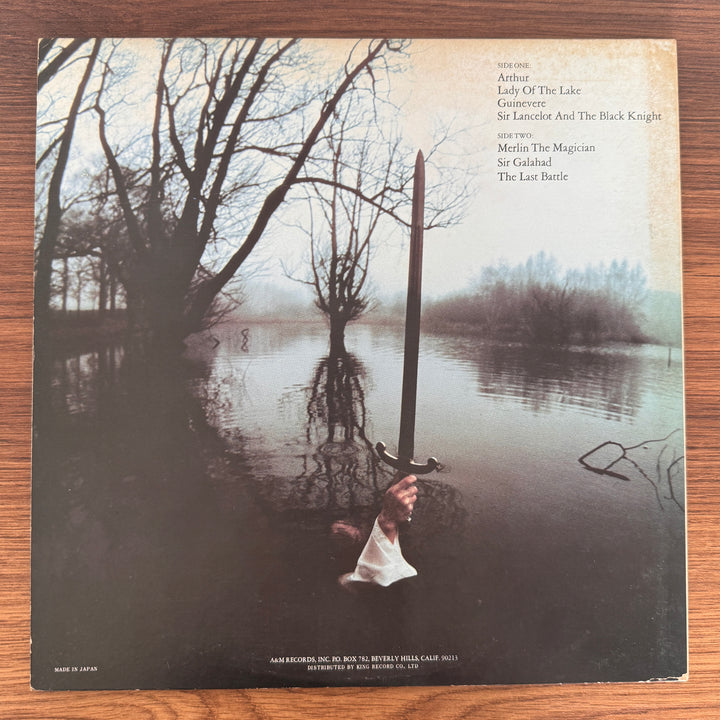 SIDE ONE:
Arthur
Lady Of The Lake
Guinevere
Sir Lancelot And The Black Knight
SIDE TWO:
Merlin The Magician
Sir Galahad
The Last Battle
MADE IN JAPAN
A&M RECORDS, INC. P.O. BOX 782, BEVERLY HILLS, CALIF. 90213
DISTRIBUTED BY KING RECORD CO., LTD